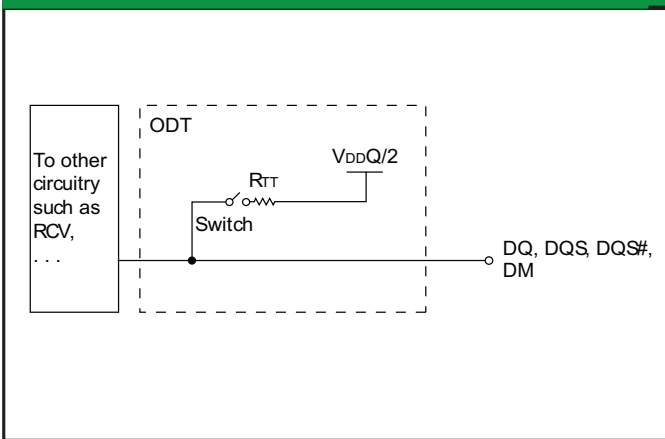 ODT
To other
circuitry
such as
RCV,
. . .
VDDQ/2
RTT
Switch
DQ, DQS, DQS#,
DM